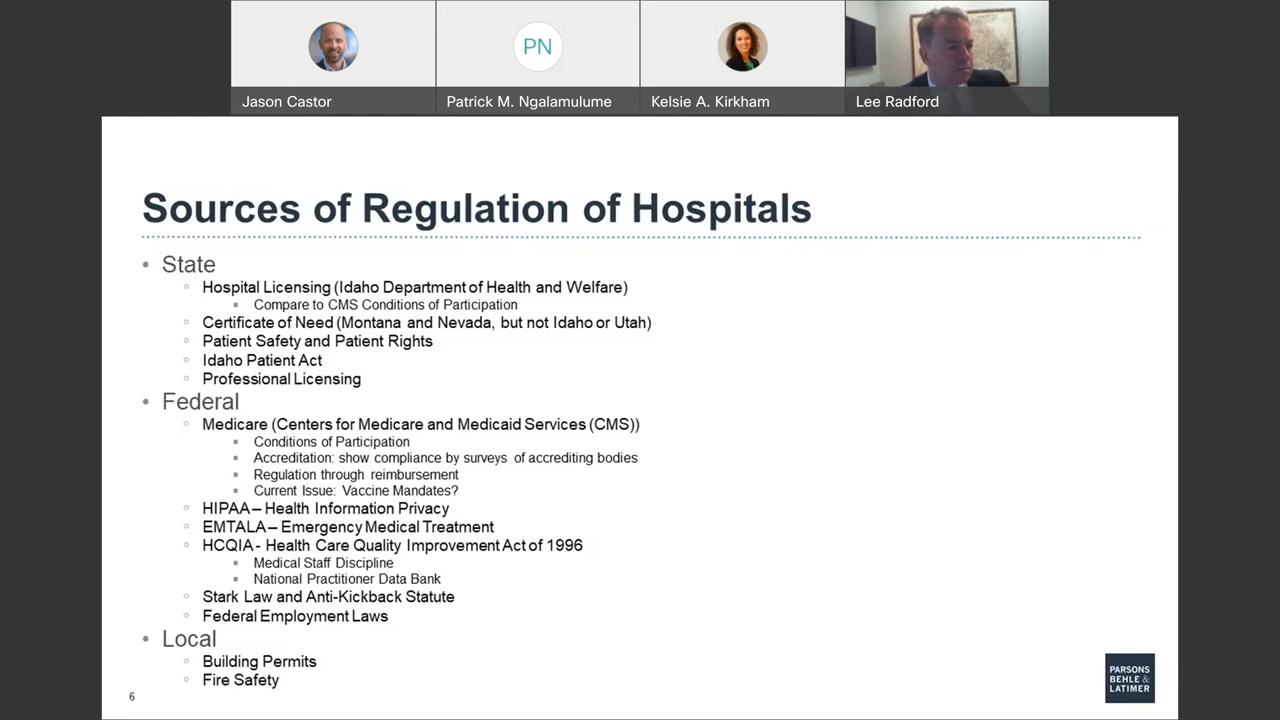 Jason Castor
PN
Patrick M. Ngalamulume
Kelsie A. Kirkham
Lee Radford
Sources of Regulation of Hospitals
• State
Hospital Licensing (Idaho Department of Health and Welfare)
Compare to CMS Conditions of Participation
Certificate of Need (Montana and Nevada, but not Idaho or Utah)
Patient Safety and Patient Rights
Idaho Patient Act
Professional Licensing
• Federal
Medicare (Centers for Medicare and Medicaid Services (CMS))
Conditions of Participation
Accreditation: show compliance by surveys of accrediting bodies
Regulation through reimbursement
Current Issue: Vaccine Mandates?
HIPAA – Health Information Privacy
EMTALA – Emergency Medical Treatment
HCQIA - Health Care Quality Improvement Act of 1996
Medical Staff Discipline
National Practitioner Data Bank
Stark Law and Anti-Kickback Statute
Federal Employment Laws
• Local
Building Permits
Fire Safety
6
PARSONS
BEHLE &
LATIMER